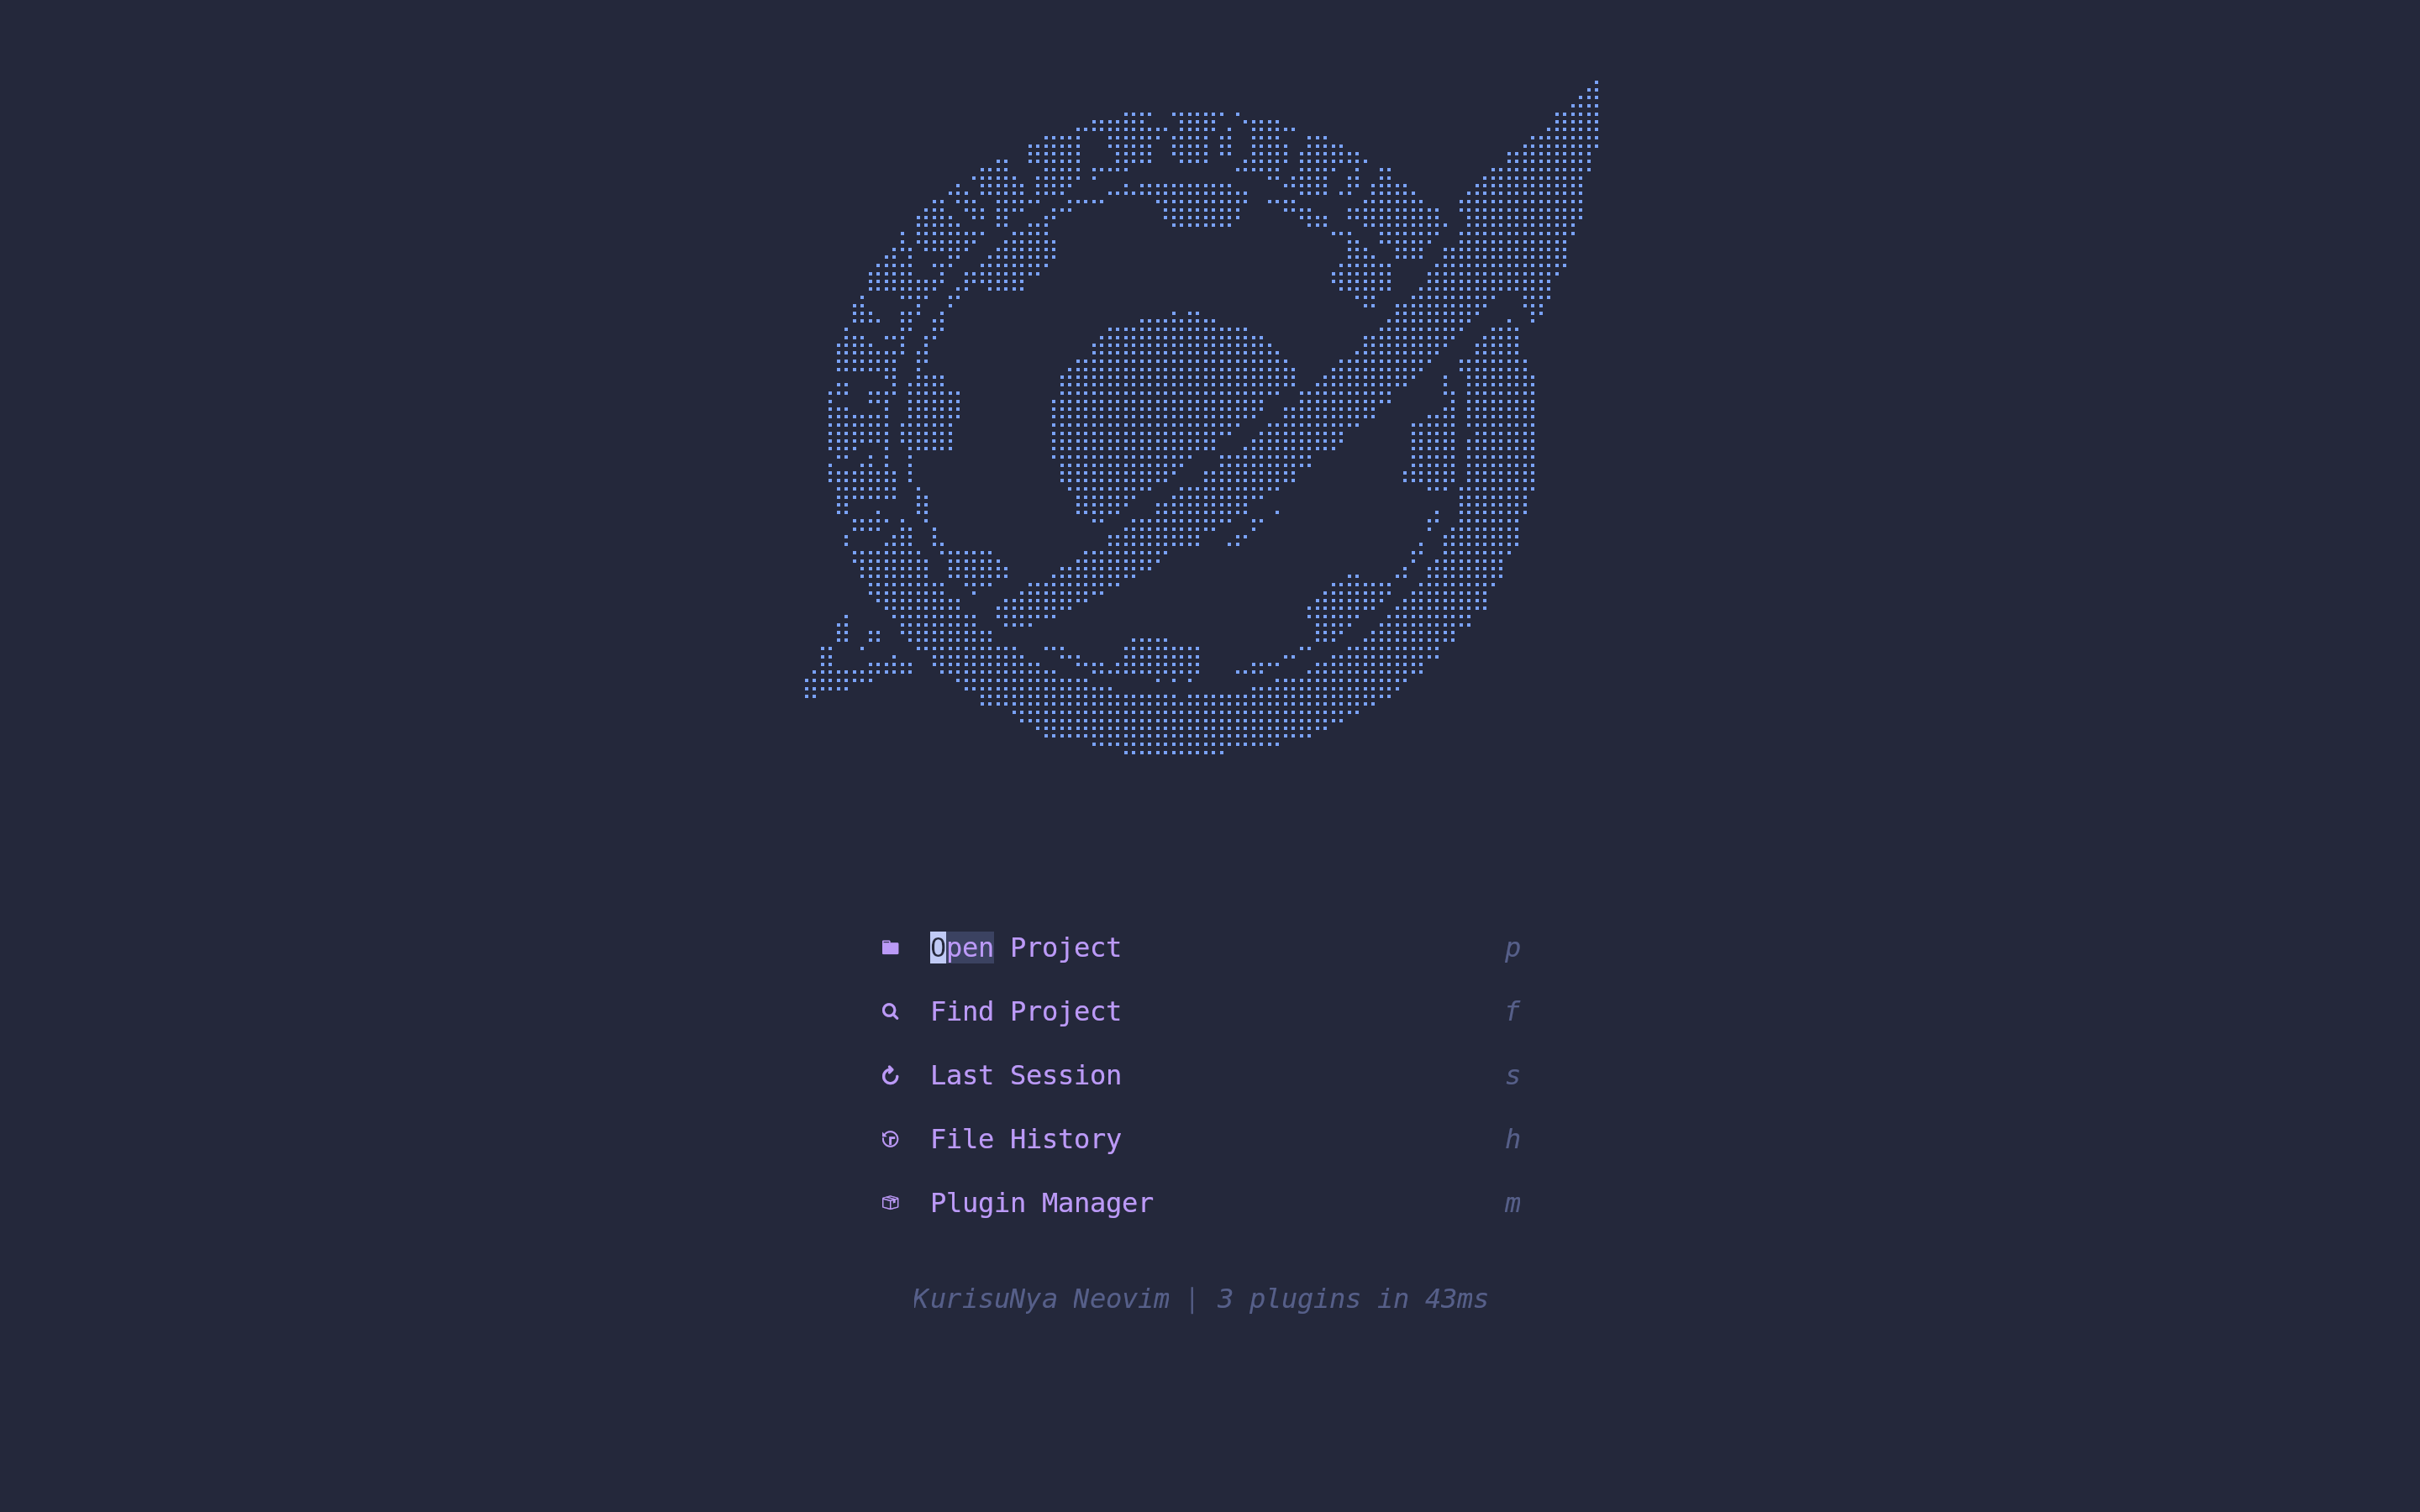 Open Project p
Find Project f
Last Session s
File History h
Plugin Manager m
KurisuNya Neovim | 3 plugins in 43ms